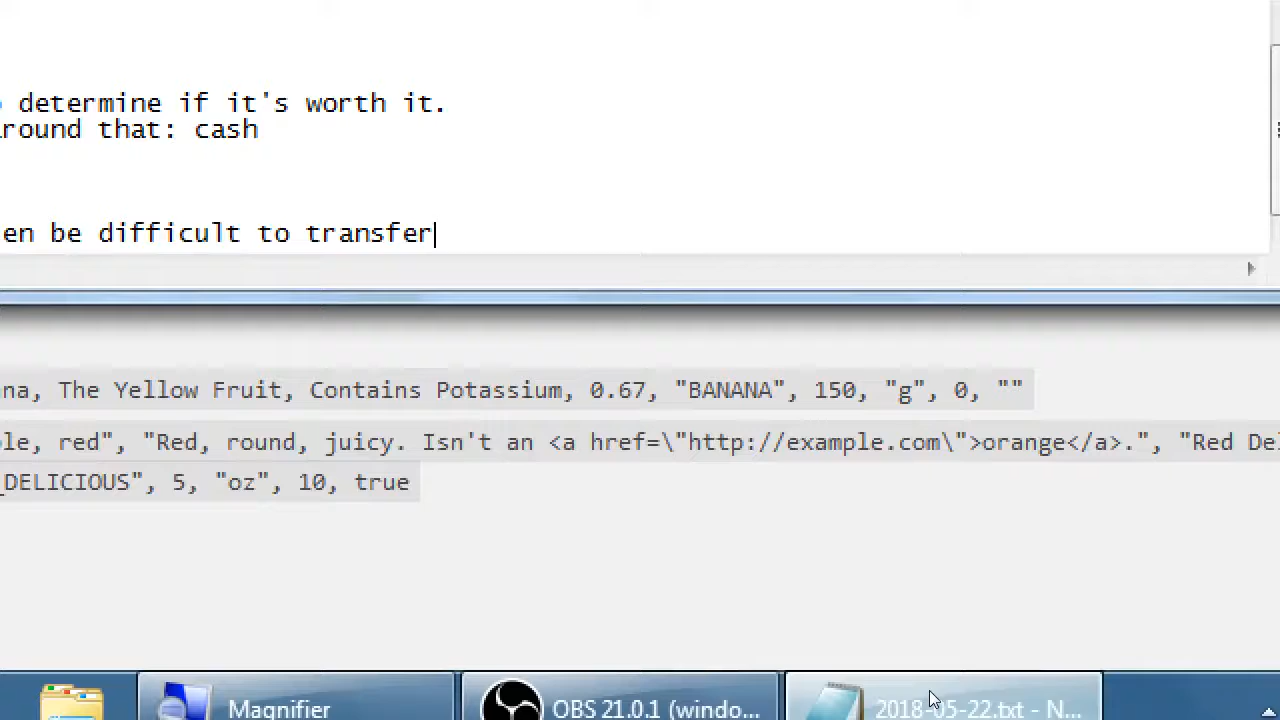 determine if it's worth it.
round that: cash
en be difficult to transfer
na, The Yellow Fruit, Contains Potassium, 0.67, "BANANA", 150, "g", 0, ""
le, red", "Red, round, juicy. Isn't an <a href=\"http://example.com\">orange</a>.", "Red De
_DELICIOUS", 5, "oz", 10, true
Magnifier
OBS 21.0.1 (windo...
2018-05-22.txt - N...